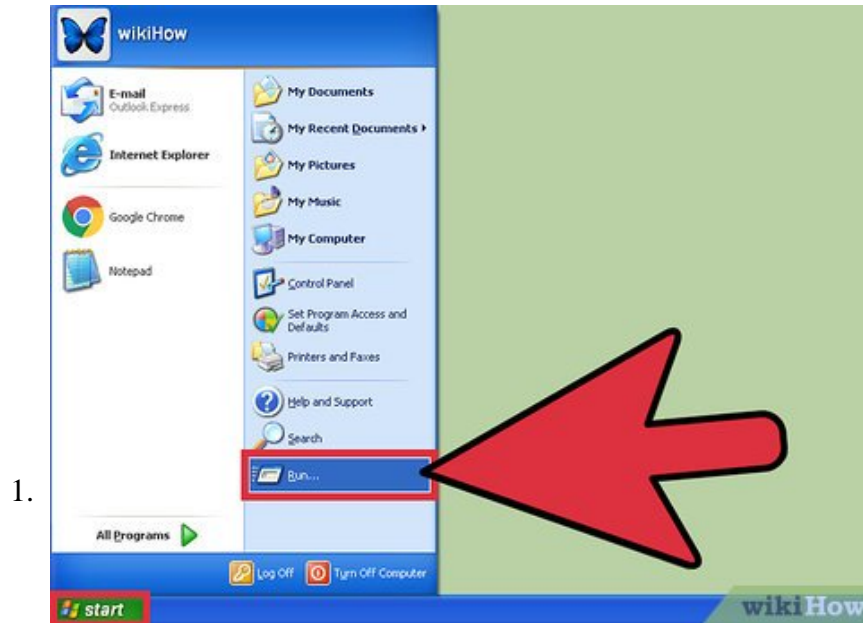 wikiHow
E-mail
Outlook Express
Internet Explorer
Google Chrome
Notepad
All Programs
My Documents
My Recent Documents
My Pictures
My Music
My Computer
Control Panel
Set Program Access and
Defaults
Printers and Faxes
Help and Support
Search
Run...
Log Off
Turn Off Computer
1.
start
wikiHow